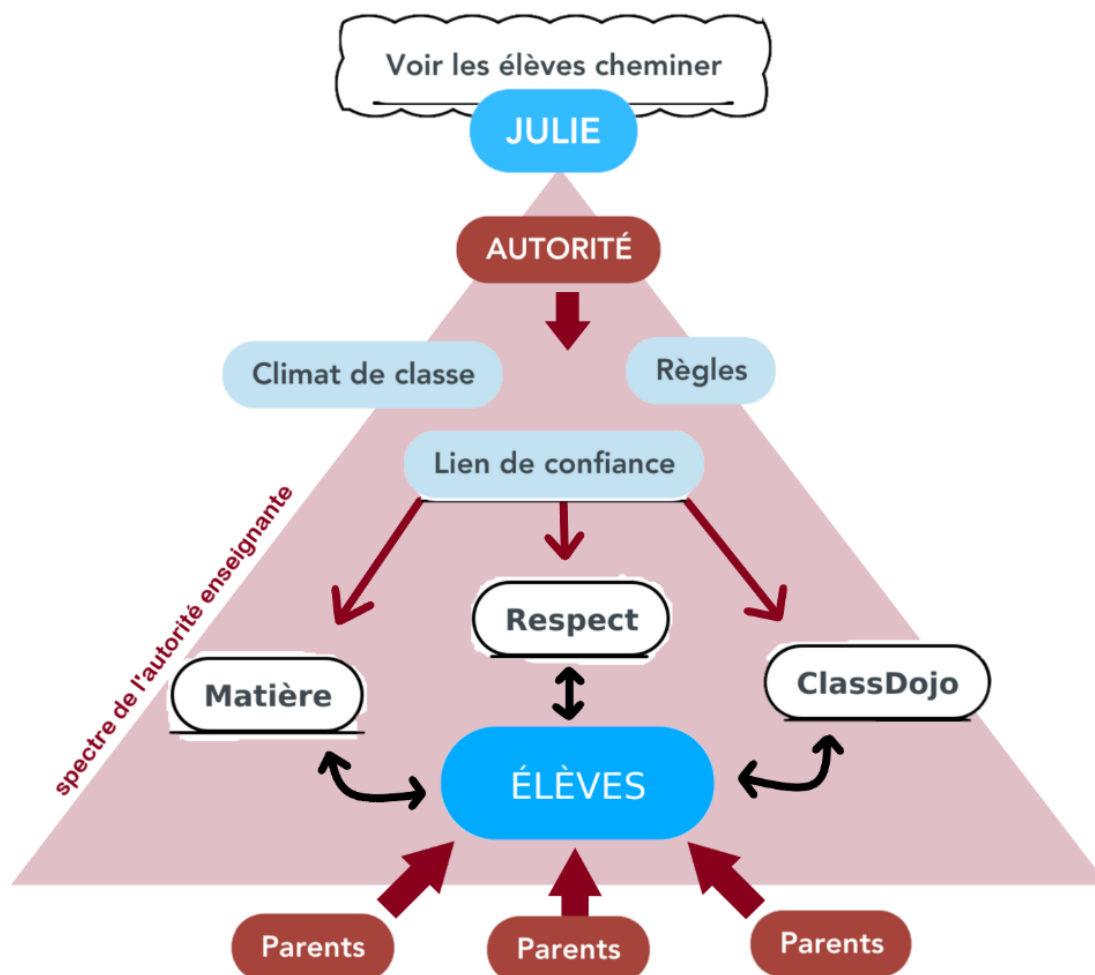 Voir les élèves cheminer
JULIE
AUTORITÉ
Climat de classe
Règles
Lien de confiance
spectre de l'autorité enseignante
Respect
Matière
ClassDojo
ÉLÈVES
Parents
Parents
Parents